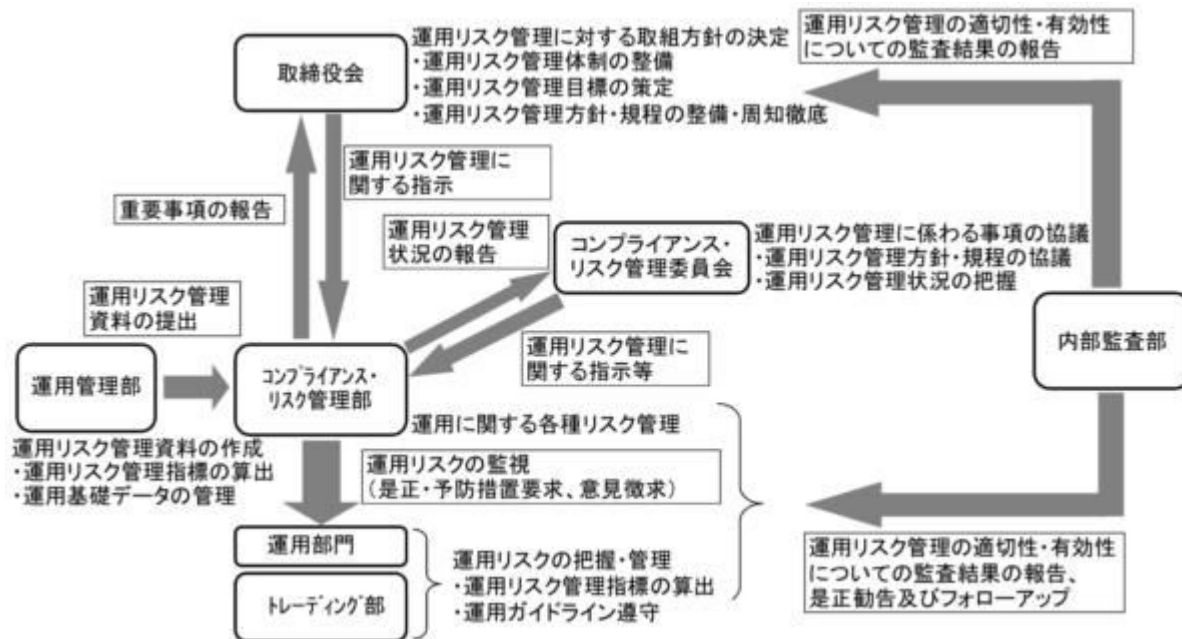 取締役会
運用リスク管理に対する取組方針の決定
・運用リスク管理体制の整備
・運用リスク管理目標の策定
・運用リスク管理方針・規程の整備・周知徹底
運用リスク管理の適切性・有効性
についての監査結果の報告
重要事項の報告
運用リスク管理に
関する指示
運用リスク管理
状況の報告
コンプライアンス・
リスク管理委員会
運用リスク管理に係わる事項の協議
・運用リスク管理方針・規程の協議
・運用リスク管理状況の把握
運用リスク管理
資料の提出
運用リスク管理に
関する指示等
内部監査部
運用管理部
コンプライアンス・
リスク管理部
運用に関する各種リスク管理
運用リスク管理資料の作成
・運用リスク管理指標の算出
・運用基礎データの管理
運用リスクの監視
(是正・予防措置要求、意見徴求)
運用部門
トレーディング部
運用リスクの把握・管理
・運用リスク管理指標の算出
・運用ガイドライン遵守
運用リスク管理の適切性・有効性
についての監査結果の報告、
是正勧告及びフォローアップ